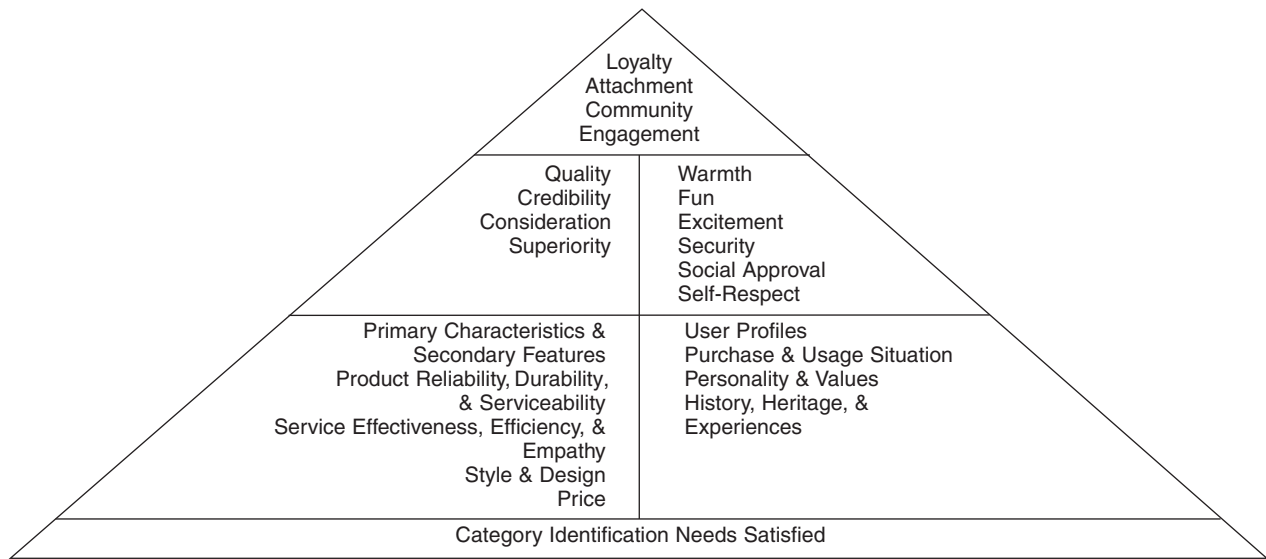 Loyalty
Attachment
Community
Engagement
Quality
Credibility
Consideration
Superiority
Warmth
Fun
Excitement
Security
Social Approval
Self-Respect
Primary Characteristics &
Secondary Features
Product Reliability, Durability,
& Serviceability
Service Effectiveness, Efficiency, &
Empathy
Style & Design
Price
User Profiles
Purchase & Usage Situation
Personality & Values
History, Heritage, &
Experiences
Category Identification Needs Satisfied